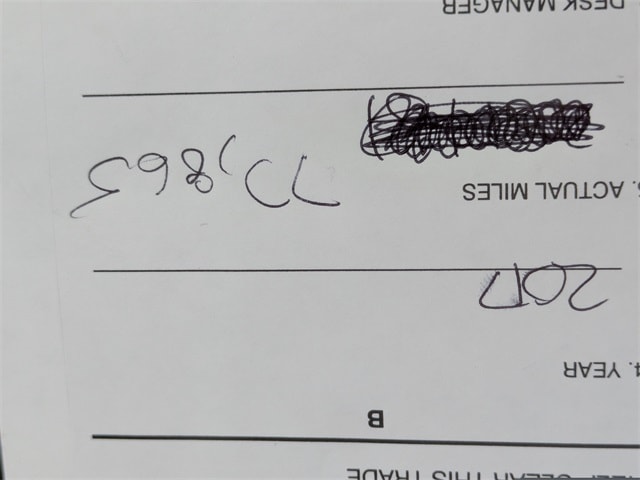 CLEAR THIS TRADE
B
4. YEAR
2017
5. ACTUAL MILES
77,865
DESK MANAGER